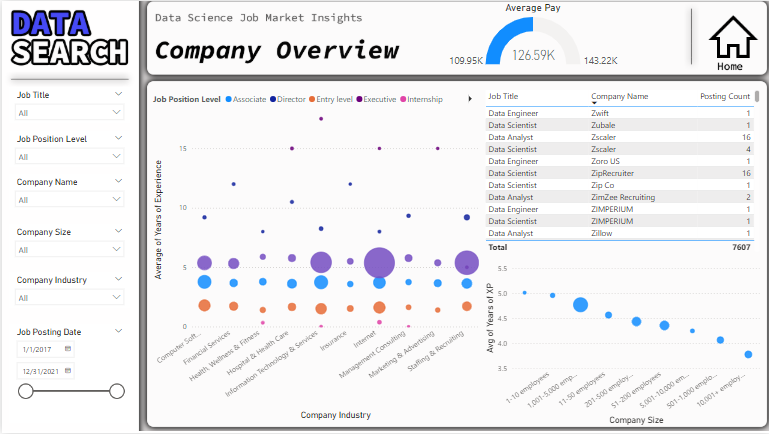 DATA
SEARCH
Job Title
All
Job Position Level
All
Company Name
All
Company Size
All
Company Industry
All
Job Posting Date
1/1/2017
12/31/2021
Data Science Job Market Insights
Company Overview
Average Pay
109.95K
126.59K
143.22K
Home
Job Position Level Associate Director Entry level Executive Internship
Average of Years of Experience
15
10
5
0
Computer Soft...
Financial Services
Health, Wellness & Fitness
Hospital & Health Care
Information Technology & Services
Insurance
Internet
Management Consulting
Marketing & Advertising
Staffing & Recruiting
Company Industry
Job Title Company Name Posting Count
Data Engineer Zwift 1
Data Scientist Zubale 1
Data Analyst Zscaler 16
Data Scientist Zscaler 4
Data Engineer Zoro US 1
Data Scientist ZipRecruiter 16
Data Scientist Zip Co 1
Data Analyst ZimZee Recruiting 2
Data Engineer ZIMPERIUM 1
Data Scientist ZIMPERIUM 1
Data Analyst Zillow 1
Total 7607
Avg of Years of XP
5.5
5.0
4.5
4.0
3.5
1-10 employees
1,001-5,000 emp...
11-50 employees
201-500 employ...
51-200 employees
5,001-10,000 em...
501-1,000 emplo...
10,001+ employ...
Company Size